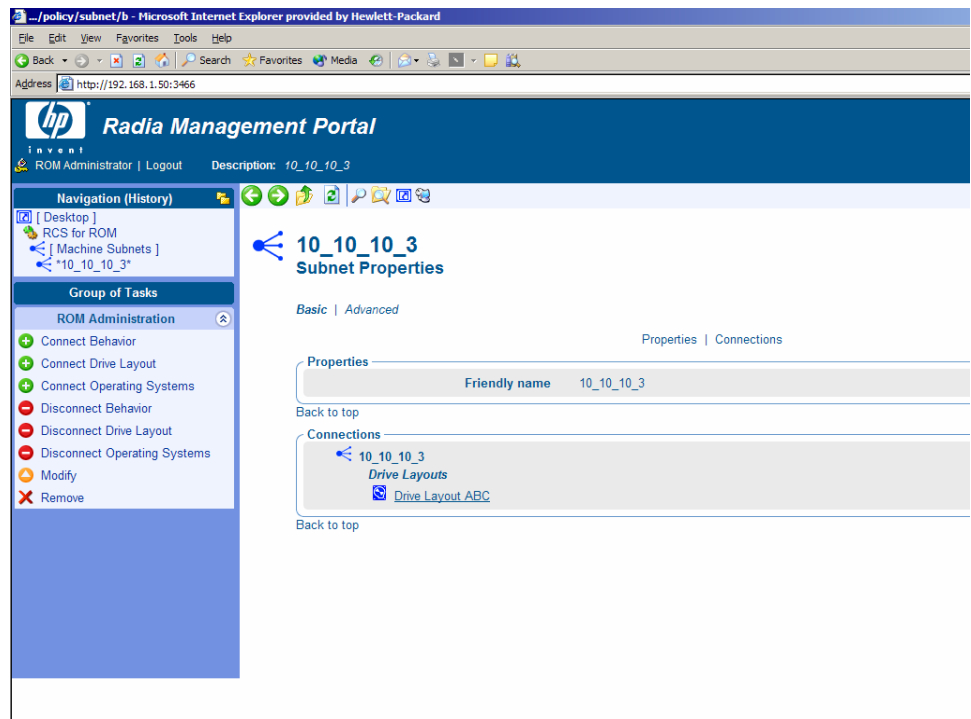 .../policy/subnet/b - Microsoft Internet Explorer provided by Hewlett-Packard
File Edit View Favorites Tools Help
Back Search Favorites Media
Address http://192.168.1.50:3466
hp
invent
Radia Management Portal
ROM Administrator | Logout Description: 10_10_10_3
Navigation (History)
[ Desktop ]
RCS for ROM
[ Machine Subnets ]
*10_10_10_3*
Group of Tasks
ROM Administration
Connect Behavior
Connect Drive Layout
Connect Operating Systems
Disconnect Behavior
Disconnect Drive Layout
Disconnect Operating Systems
Modify
Remove
10_10_10_3
Subnet Properties
Basic | Advanced
Properties | Connections
Properties
Friendly name 10_10_10_3
Back to top
Connections
10_10_10_3
Drive Layouts
Drive Layout ABC
Back to top